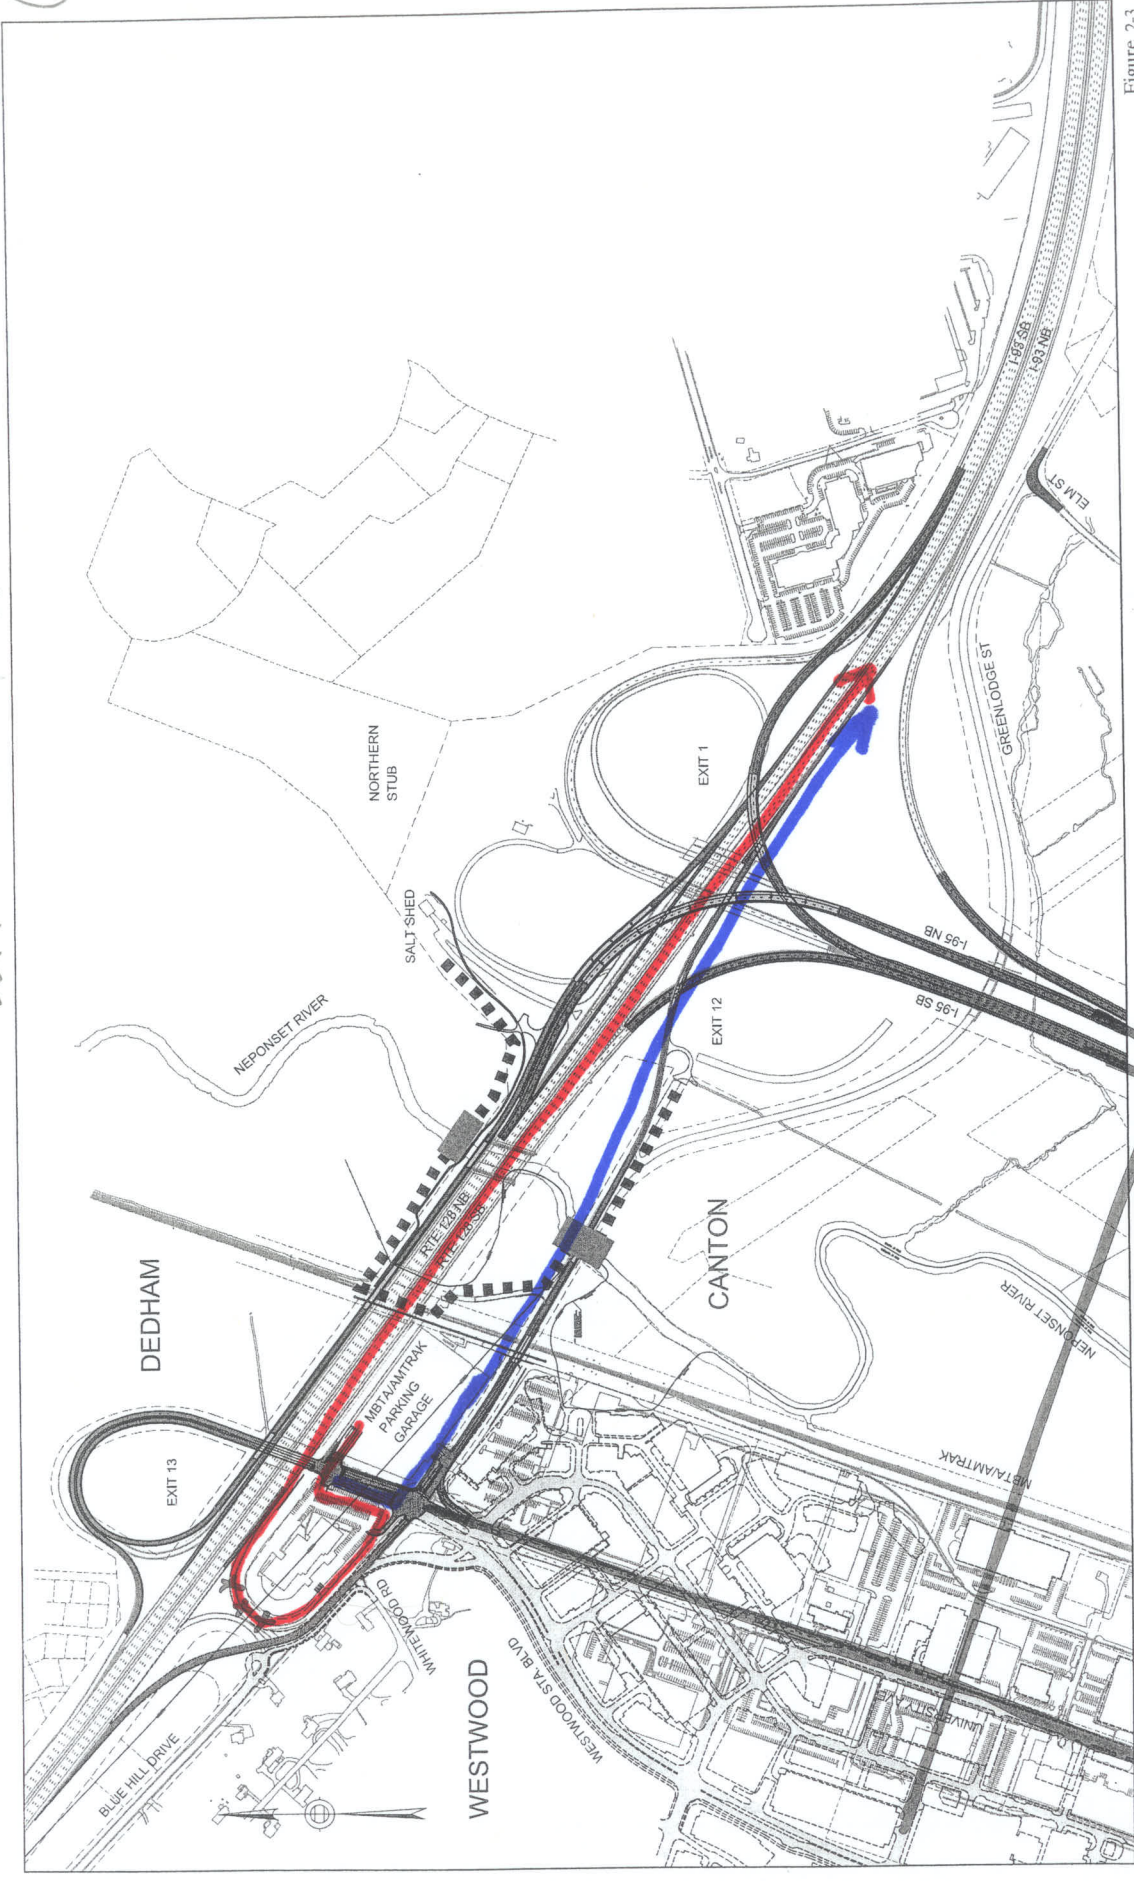 Figure 2-3
I-93 SB
I-93 NB
ELM ST
GREENLODGE ST
NORTHERN
STUB
EXIT 1
SALT SHED
I-95 NB
I-95 SB
EXIT 12
NEPONSET RIVER
RTE 128 NB
RTE 128 SB
CANTON
NEPONSET RIVER
DEDHAM
MBTA/AMTRAK
PARKING
GARAGE
MBTA/AMTRAK
EXIT 13
WHITEWOOD RD
WESTWOOD STA BLVD
UNIVERSITY AVE
WESTWOOD
BLUE HILL DRIVE